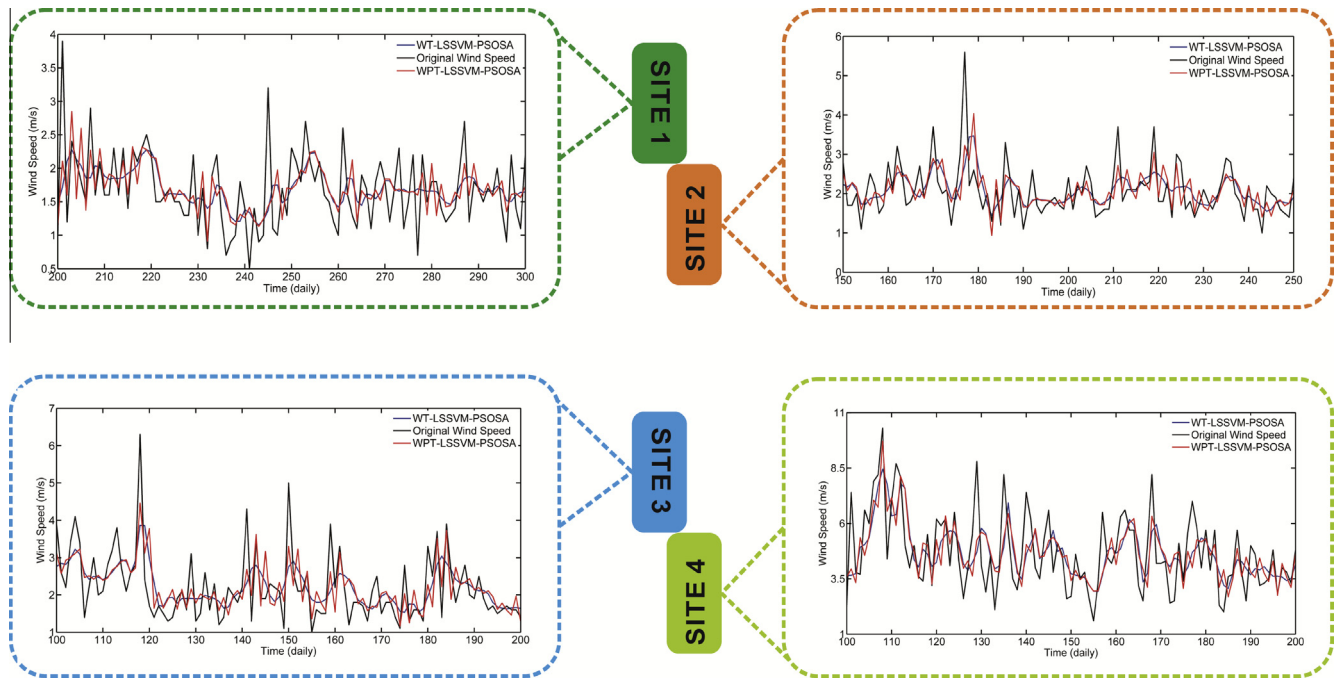 4
3.5
3
2.5
2
1.5
1
0.5
Wind Speed (m/s)
WT-LSSVM-PSOSA
Original Wind Speed
WPT-LSSVM-PSOSA
200 210 220 230 240 250 260 270 280 290 300
Time (daily)
SITE 1
SITE 2
6
5
4
3
2
1
0
Wind Speed (m/s)
WT-LSSVM-PSOSA
Original Wind Speed
WPT-LSSVM-PSOSA
150 160 170 180 190 200 210 220 230 240 250
Time (daily)
7
6
5
4
3
2
1
Wind Speed (m/s)
WT-LSSVM-PSOSA
Original Wind Speed
WPT-LSSVM-PSOSA
100 110 120 130 140 150 160 170 180 190 200
Time (daily)
SITE 3
SITE 4
11
8.5
6
3.5
1
Wind Speed (m/s)
WT-LSSVM-PSOSA
Original Wind Speed
WPT-LSSVM-PSOSA
100 110 120 130 140 150 160 170 180 190 200
Time (daily)